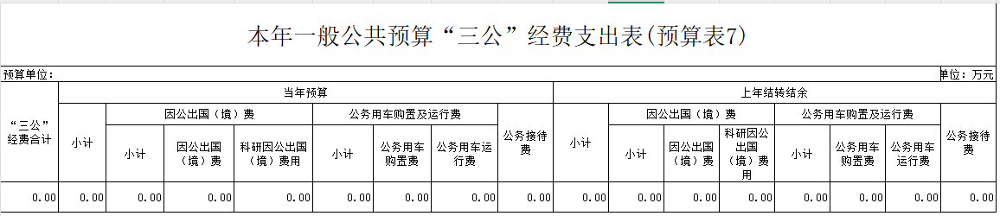 本年一般公共预算“三公”经费支出表(预算表7)
预算单位：
单位：万元
“三公”
经费合计
当年预算
上年结转结余
小计
因公出国（境）费
公务用车购置及运行费
公务接待
费
小计
因公出国（境）费
公务用车购置及运行费
公务接待
费
小计
因公出国
（境）费
科研因公出国
（境）费用
小计
公务用车
购置费
公务用车运
行费
小计
因公出国
（境）费
科研因公
出国
（境）费
用
小计
公务用车
购置费
公务用车
运行费
0.00 0.00 0.00 0.00 0.00 0.00 0.00 0.00 0.00 0.00 0.00 0.00 0.00 0.00 0.00 0.00 0.00